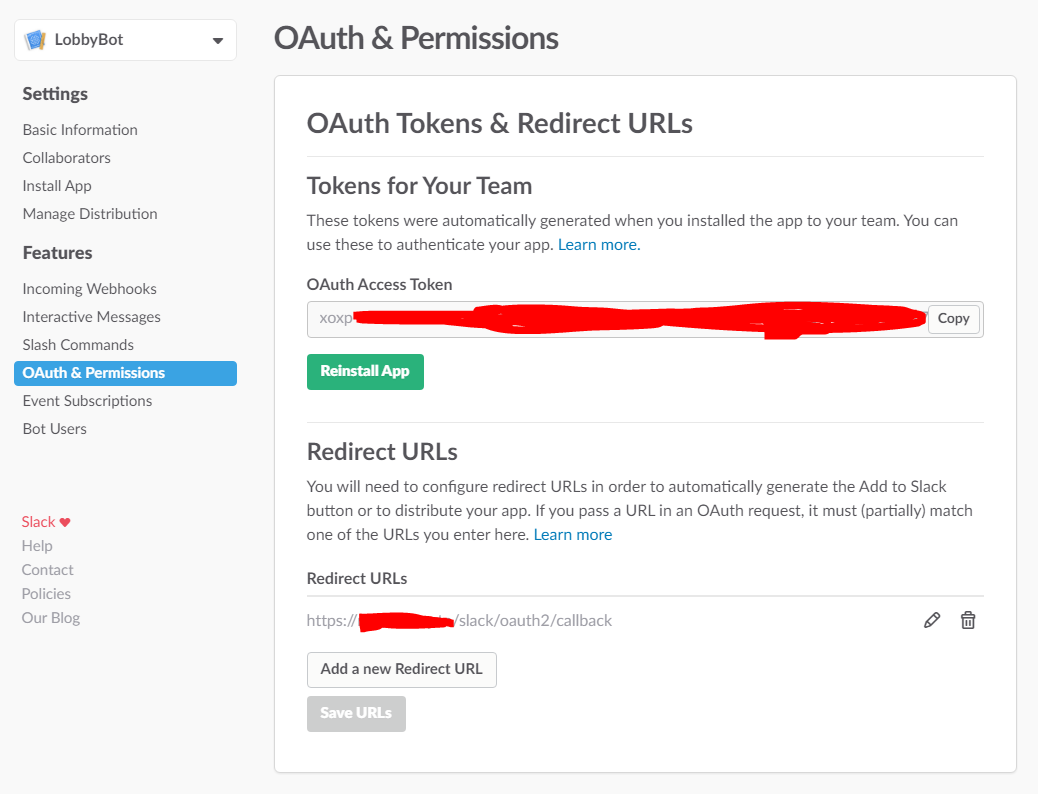 LobbyBot
OAuth & Permissions
Settings
Basic Information
Collaborators
Install App
Manage Distribution
Features
Incoming Webhooks
Interactive Messages
Slash Commands
OAuth & Permissions
Event Subscriptions
Bot Users
Slack ♥
Help
Contact
Policies
Our Blog
OAuth Tokens & Redirect URLs
Tokens for Your Team
These tokens were automatically generated when you installed the app to your team. You can
use these to authenticate your app. Learn more.
OAuth Access Token
xoxp
Copy
Reinstall App
Redirect URLs
You will need to configure redirect URLs in order to automatically generate the Add to Slack
button or to distribute your app. If you pass a URL in an OAuth request, it must (partially) match
one of the URLs you enter here. Learn more
Redirect URLs
https:// /slack/oauth2/callback
Add a new Redirect URL
Save URLs